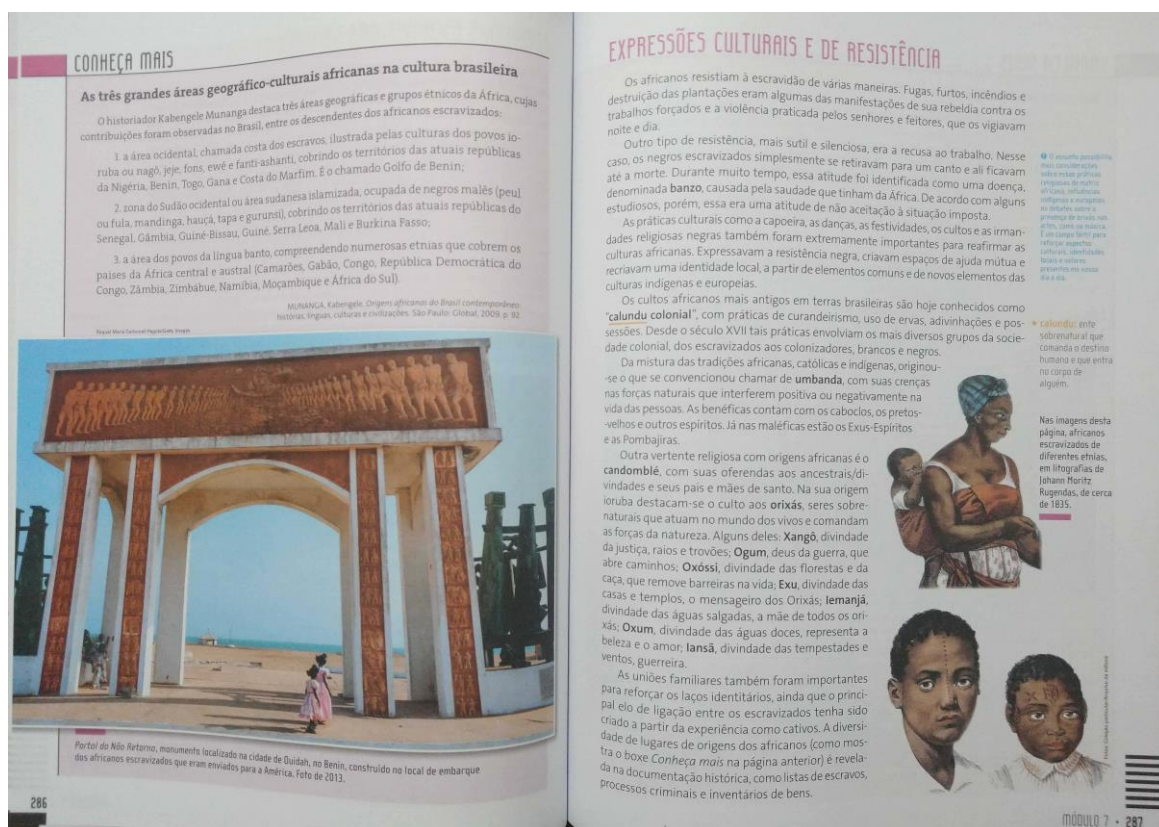 CONHEÇA MAIS
As três grandes áreas geográfico-culturais africanas na cultura brasileira
O historiador Kabengele Munanga destaca três áreas geográficas e grupos étnicos da África, cujas
contribuições foram observadas no Brasil, entre os descendentes dos africanos escravizados:
1. a área ocidental, chamada costa dos escravos, ilustrada pelas culturas dos povos io-
ruba ou nagô, jeje, fons, ewê e fanti-ashanti, cobrindo os territórios das atuais repúblicas
da Nigéria, Benin, Togo, Gana e Costa do Marfim. É o chamado Golfo de Benim;
2. zona do Sudão ocidental ou área sudanesa islamizada, ocupada de negros malês (peul
ou fula, mandinga, hauçá, tapa e gurunsi), cobrindo os territórios das atuais repúblicas do
Senegal, Gâmbia, Guiné-Bissau, Guiné, Serra Leoa, Mali e Burkina Fasso;
3. a área dos povos da língua banto, compreendendo numerosas etnias que cobrem os
países da África central e austral (Camarões, Gabão, Congo, República Democrática do
Congo, Zâmbia, Zimbabue, Namíbia, Moçambique e África do Sul).
MUNANGA, Kabengele. Origens africanas do Brasil contemporâneo:
histórias, línguas, culturas e civilizações. São Paulo: Global, 2009. p. 92.
Portal do Não Retorno, monumento localizado na cidade de Ouidah, no Benin, construído no local de embarque
dos africanos escravizados que eram enviados para a América. Foto de 2013.
286
EXPRESSÕES CULTURAIS E DE RESISTÊNCIA
Os africanos resistiam à escravidão de várias maneiras. Fugas, furtos, incêndios e
destruição das plantações eram algumas das manifestações de sua rebeldia contra os
trabalhos forçados e a violência praticada pelos senhores e feitores, que os vigiavam
noite e dia.
Outro tipo de resistência, mais sutil e silenciosa, era a recusa ao trabalho. Nesse
caso, os negros escravizados simplesmente se retiravam para um canto e ali ficavam
até a morte. Durante muito tempo, essa atitude foi identificada como uma doença,
denominada banzo, causada pela saudade que tinham da África. De acordo com alguns
estudiosos, porém, essa era uma atitude de não aceitação à situação imposta.
As práticas culturais como a capoeira, as danças, as festividades, os cultos e as irman-
dades religiosas negras também foram extremamente importantes para reafirmar as
culturas africanas. Expressavam a resistência negra, criavam espaços de ajuda mútua e
recriavam uma identidade local, a partir de elementos comuns e de novos elementos das
culturas indígenas e europeias.
Os cultos africanos mais antigos em terras brasileiras são hoje conhecidos como
"calundu colonial", com práticas de curandeirismo, uso de ervas, adivinhações e pos-
sessões. Desde o século XVII tais práticas envolviam os mais diversos grupos da socie-
dade colonial, dos escravizados aos colonizadores, brancos e negros.
Da mistura das tradições africanas, católicas e indígenas, originou-
-se o que se convencionou chamar de umbanda, com suas crenças
nas forças naturais que interferem positiva ou negativamente na
vida das pessoas. As benéficas contam com os caboclos, os pretos-
-velhos e outros espíritos. Já nas maléficas estão os Exus-Espíritos
e as Pombajiras.
Outra vertente religiosa com origens africanas é o
candomblé, com suas oferendas aos ancestrais/di-
vindades e seus pais e mães de santo. Na sua origem
ioruba destacam-se o culto aos orixás, seres sobre-
naturais que atuam no mundo dos vivos e comandam
as forças da natureza. Alguns deles: Xangô, divindade
da justiça, raios e trovões; Ogum, deus da guerra, que
abre caminhos; Oxóssi, divindade das florestas e da
caça, que remove barreiras na vida; Exu, divindade das
casas e templos, o mensageiro dos Orixás; Iemanjá,
divindade das águas salgadas, a mãe de todos os ori-
xás; Oxum, divindade das águas doces, representa a
beleza e o amor; Iansã, divindade das tempestades e
ventos, guerreira.
As uniões familiares também foram importantes
para reforçar os laços identitários, ainda que o princi-
pal elo de ligação entre os escravizados tenha sido
criado a partir da experiência como cativos. A diversi-
dade de lugares de origens dos africanos (como mos-
tra o boxe Conheça mais na página anterior) é revela-
da na documentação histórica, como listas de escravos,
processos criminais e inventários de bens.
calundu: ente
sobrenatural que
comanda o destino
humano e que entra
no corpo de
alguém.
Nas imagens desta
página, africanos
escravizados de
diferentes etnias,
em litografias de
Johann Moritz
Rugendas, de cerca
de 1835.
MÓDULO 7 • 287